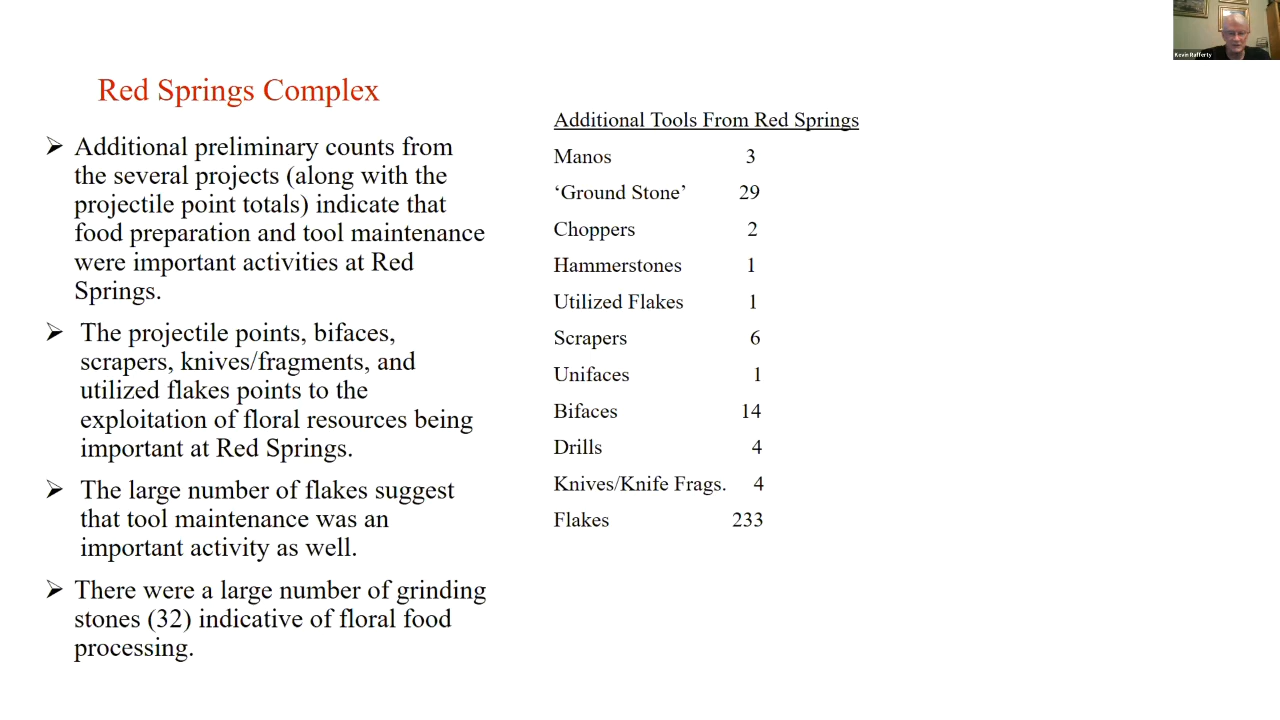 Kevin Rafferty
Red Springs Complex
Additional preliminary counts from
the several projects (along with the
projectile point totals) indicate that
food preparation and tool maintenance
were important activities at Red
Springs.
The projectile points, bifaces,
scrapers, knives/fragments, and
utilized flakes points to the
exploitation of floral resources being
important at Red Springs.
The large number of flakes suggest
that tool maintenance was an
important activity as well.
There were a large number of grinding
stones (32) indicative of floral food
processing.
Additional Tools From Red Springs
Manos 3
‘Ground Stone’ 29
Choppers 2
Hammerstones 1
Utilized Flakes 1
Scrapers 6
Unifaces 1
Bifaces 14
Drills 4
Knives/Knife Frags. 4
Flakes 233